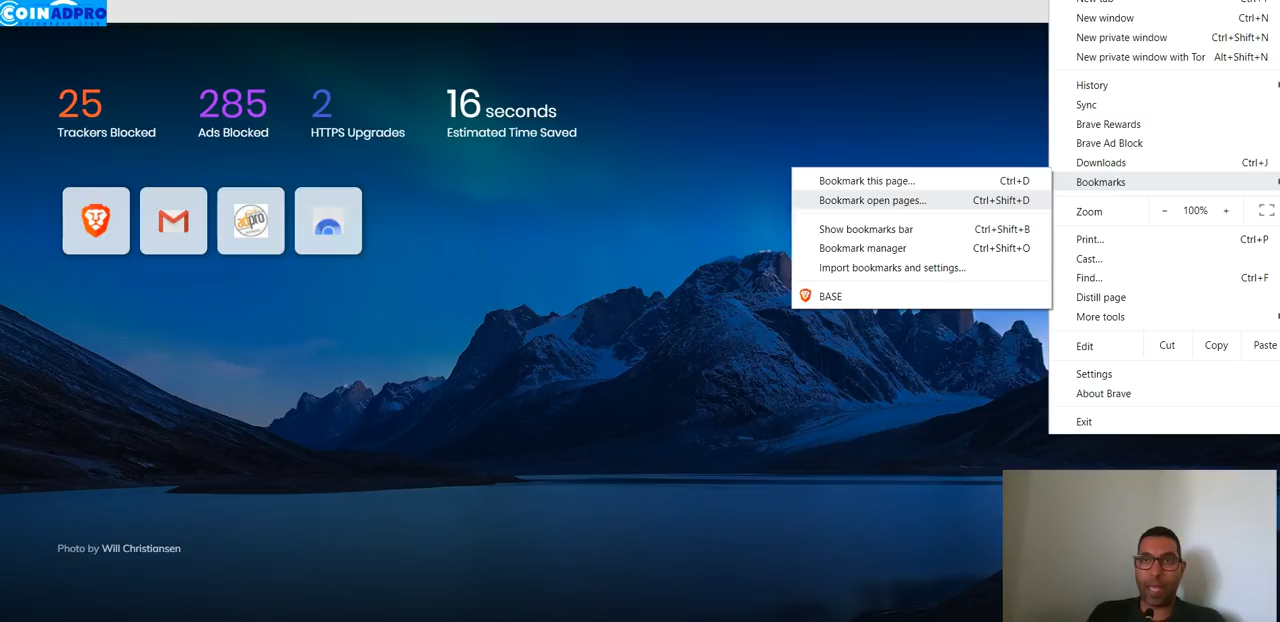 COINADPRO
25
Trackers Blocked
285
Ads Blocked
2
HTTPS Upgrades
16 seconds
Estimated Time Saved
adpro
Photo by Will Christiansen
Bookmark this page... Ctrl+D
Bookmark open pages... Ctrl+Shift+D
Show bookmarks bar Ctrl+Shift+B
Bookmark manager Ctrl+Shift+O
Import bookmarks and settings...
BASE
New window Ctrl+N
New private window Ctrl+Shift+N
New private window with Tor Alt+Shift+N
History
Sync
Brave Rewards
Brave Ad Block
Downloads Ctrl+J
Bookmarks
Zoom - 100% +
Print... Ctrl+P
Cast...
Find... Ctrl+F
Distill page
More tools
Edit Cut Copy Paste
Settings
About Brave
Exit